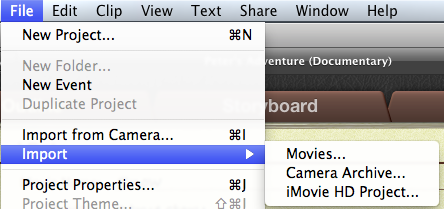 File Edit Clip View Text Share Window Help
New Project... ⌘N
New Folder...
New Event
Duplicate Project
Import from Camera... ⌘I
Import ▶
Movies...
Camera Archive...
iMovie HD Project...
Project Properties... ⌘J
Project Theme... ⇧⌘I
Adventure (Documentary)
Storyboard